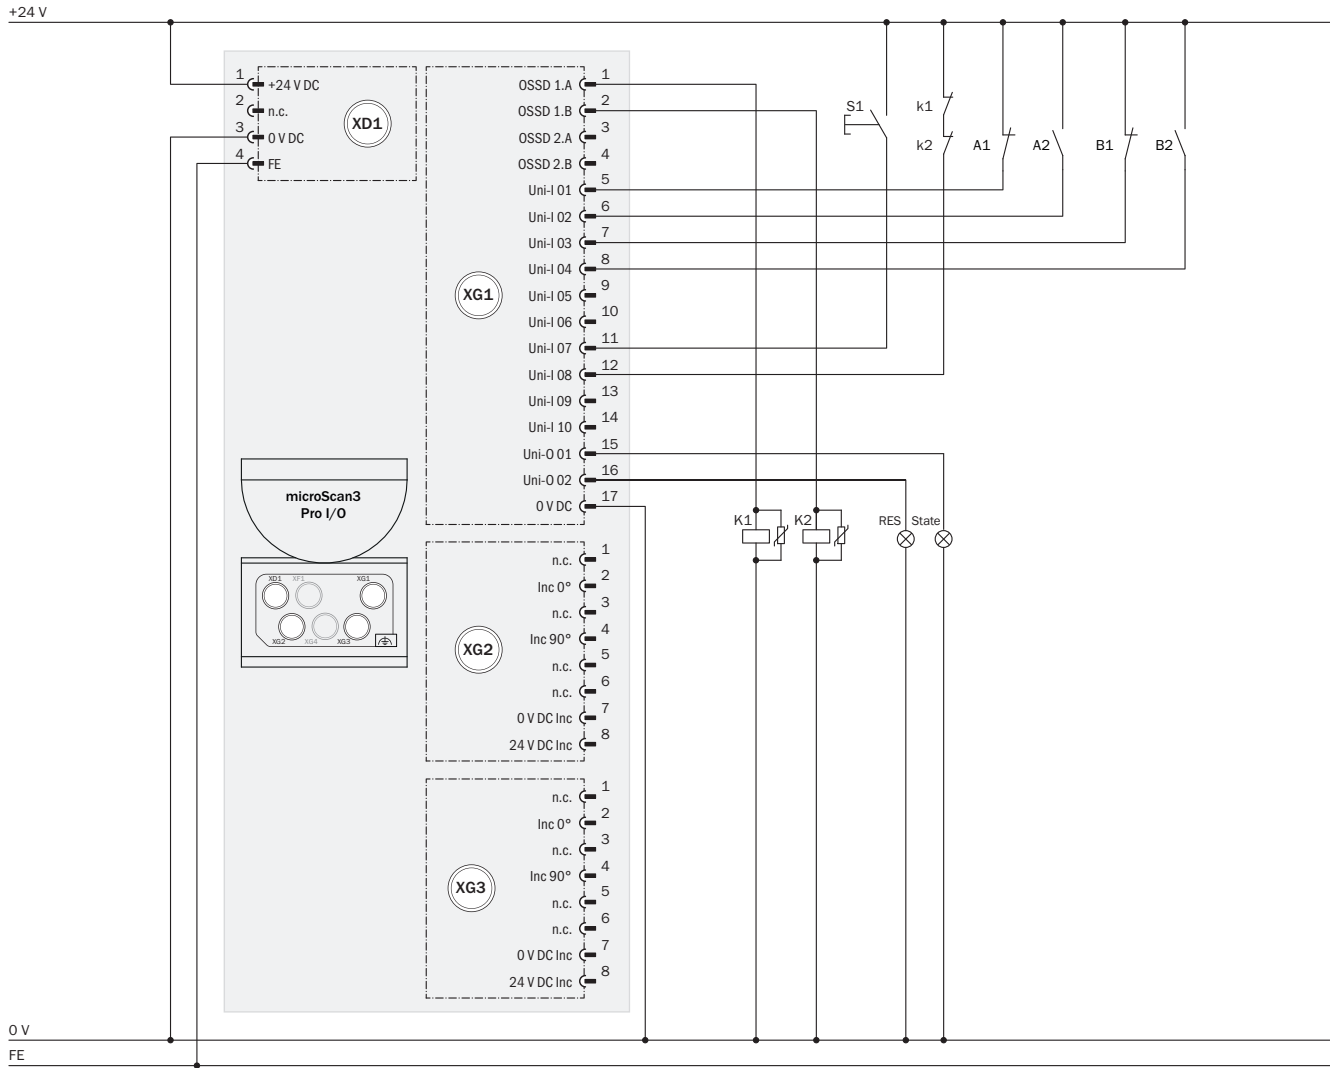 +24 V
1 +24 V DC
2 n.c.
3 0 V DC
4 FE
XD1
OSSD 1.A 1
OSSD 1.B 2
OSSD 2.A 3
OSSD 2.B 4
Uni-I 01 5
Uni-I 02 6
Uni-I 03 7
Uni-I 04 8
Uni-I 05 9
Uni-I 06 10
Uni-I 07 11
Uni-I 08 12
Uni-I 09 13
Uni-I 10 14
Uni-O 01 15
Uni-O 02 16
0 V DC 17
XG1
S1
k1
k2
A1
A2
B1
B2
K1
K2
RES
State
microScan3
Pro I/O
XD1
XF1
XG1
XG2
XG4
XG3
n.c. 1
Inc 0° 2
n.c. 3
Inc 90° 4
n.c. 5
n.c. 6
0 V DC Inc 7
24 V DC Inc 8
XG2
n.c. 1
Inc 0° 2
n.c. 3
Inc 90° 4
n.c. 5
n.c. 6
0 V DC Inc 7
24 V DC Inc 8
XG3
0 V
FE